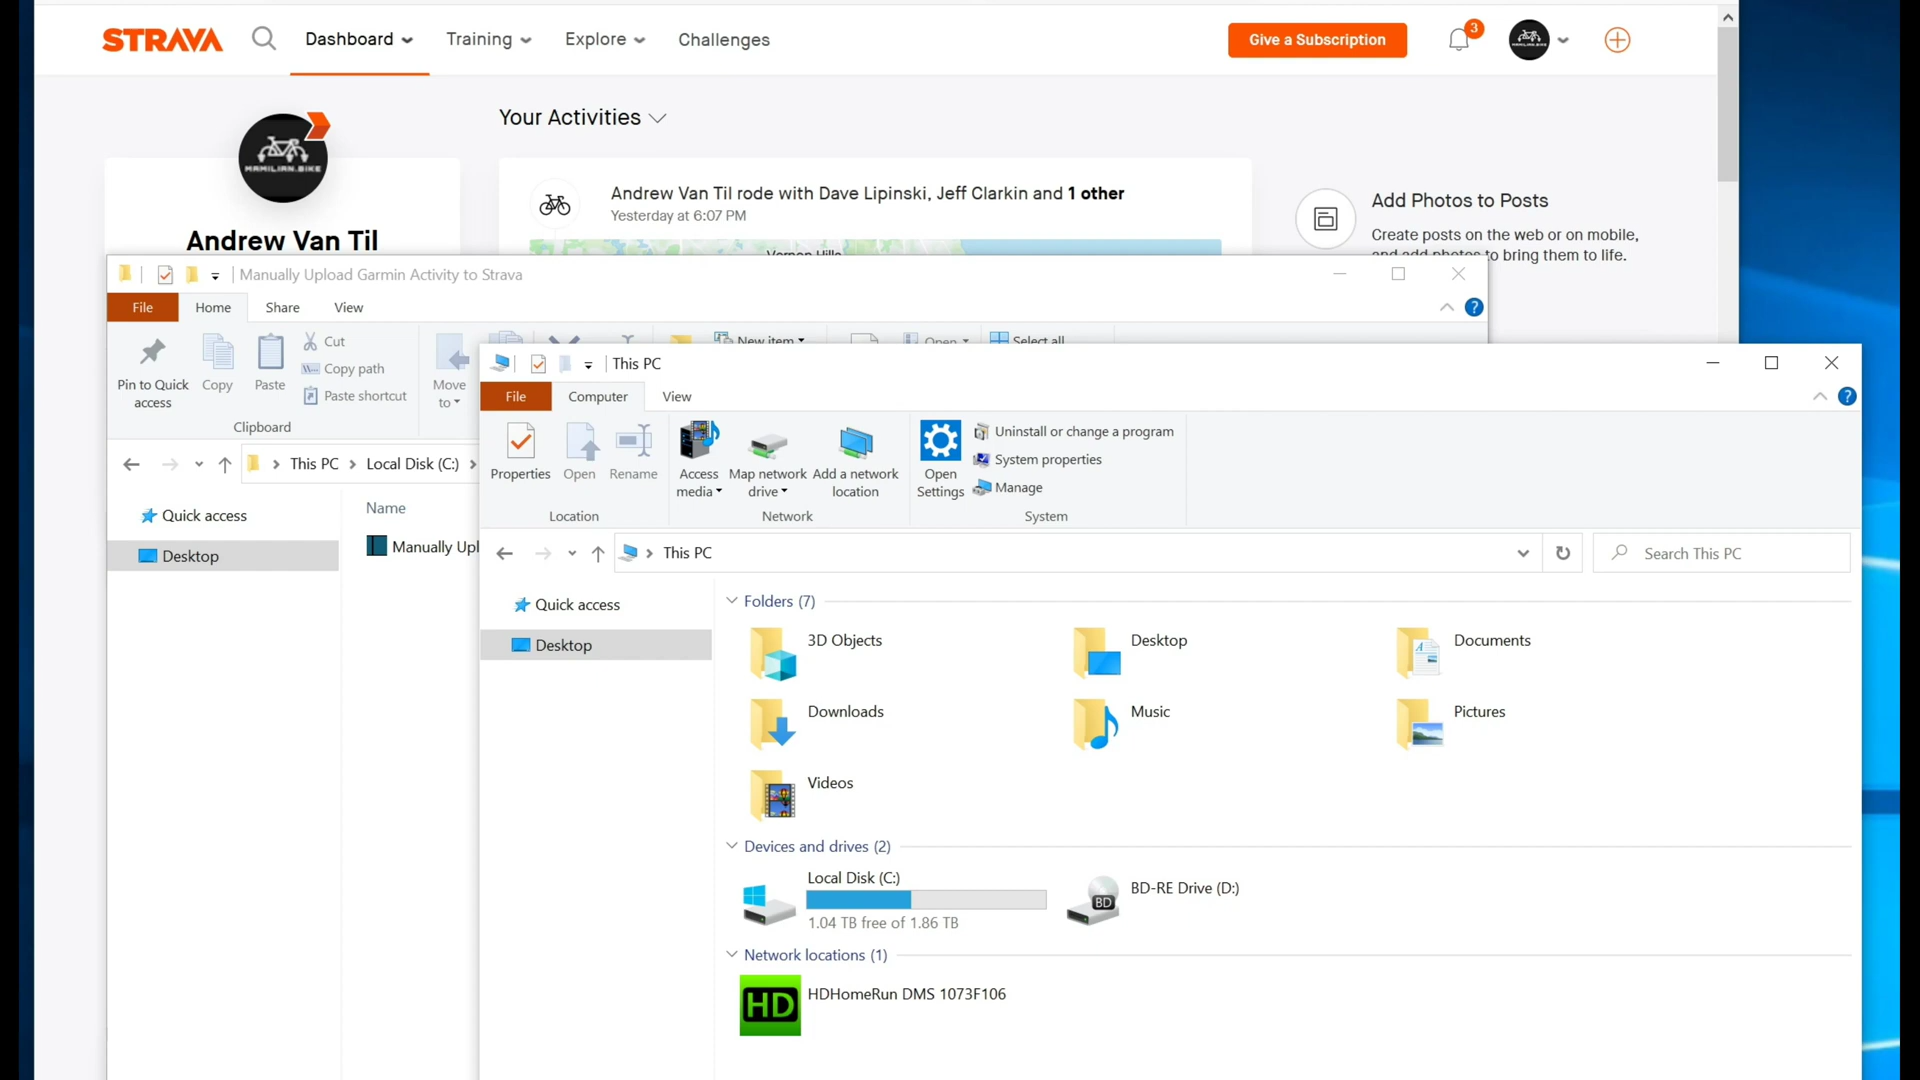 STRAVA Dashboard Training Explore Challenges Give a Subscription 3
Your Activities
MAMILIAN.BIKE
Andrew Van Til rode with Dave Lipinski, Jeff Clarkin and 1 other
Yesterday at 6:07 PM
Add Photos to Posts
Create posts on the web or on mobile,
and add photos to bring them to life.
Andrew Van Til
Vernon Hills
Manually Upload Garmin Activity to Strava
File Home Share View
Pin to Quick
access
Copy
Paste
Cut
Copy path
Paste shortcut
Clipboard
Move
to
New item
Open
Select all
This PC Local Disk (C:)
Quick access
Desktop
Name
Manually Upl
This PC
File Computer View
Properties Open Rename
Location
Access
media
Map network
drive
Add a network
location
Network
Open
Settings
Uninstall or change a program
System properties
Manage
System
This PC
Search This PC
Quick access
Desktop
Folders (7)
3D Objects Desktop Documents
Downloads Music Pictures
Videos
Devices and drives (2)
Local Disk (C:)
1.04 TB free of 1.86 TB
BD BD-RE Drive (D:)
Network locations (1)
HD HDHomeRun DMS 1073F106